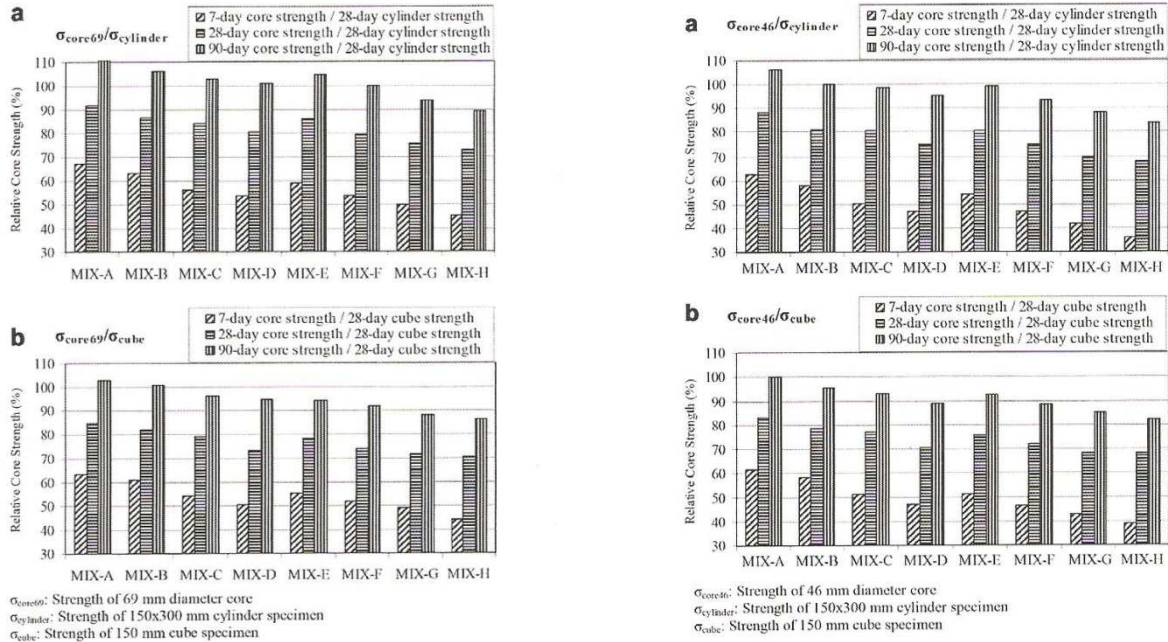 a
σcore69/σcylinder
7-day core strength / 28-day cylinder strength
28-day core strength / 28-day cylinder strength
90-day core strength / 28-day cylinder strength
Relative Core Strength (%)
110
100
90
80
70
60
50
40
30
MIX-A MIX-B MIX-C MIX-D MIX-E MIX-F MIX-G MIX-H
b
σcore69/σcube
7-day core strength / 28-day cube strength
28-day core strength / 28-day cube strength
90-day core strength / 28-day cube strength
Relative Core Strength (%)
110
100
90
80
70
60
50
40
30
MIX-A MIX-B MIX-C MIX-D MIX-E MIX-F MIX-G MIX-H
σcore69: Strength of 69 mm diameter core
σcylinder: Strength of 150x300 mm cylinder specimen
σcube: Strength of 150 mm cube specimen
a
σcore46/σcylinder
7-day core strength / 28-day cylinder strength
28-day core strength / 28-day cylinder strength
90-day core strength / 28-day cylinder strength
Relative Core Strength (%)
110
100
90
80
70
60
50
40
30
MIX-A MIX-B MIX-C MIX-D MIX-E MIX-F MIX-G MIX-H
b
σcore46/σcube
7-day core strength / 28-day cube strength
28-day core strength / 28-day cube strength
90-day core strength / 28-day cube strength
Relative Core Strength (%)
110
100
90
80
70
60
50
40
30
MIX-A MIX-B MIX-C MIX-D MIX-E MIX-F MIX-G MIX-H
σcore46: Strength of 46 mm diameter core
σcylinder: Strength of 150x300 mm cylinder specimen
σcube: Strength of 150 mm cube specimen